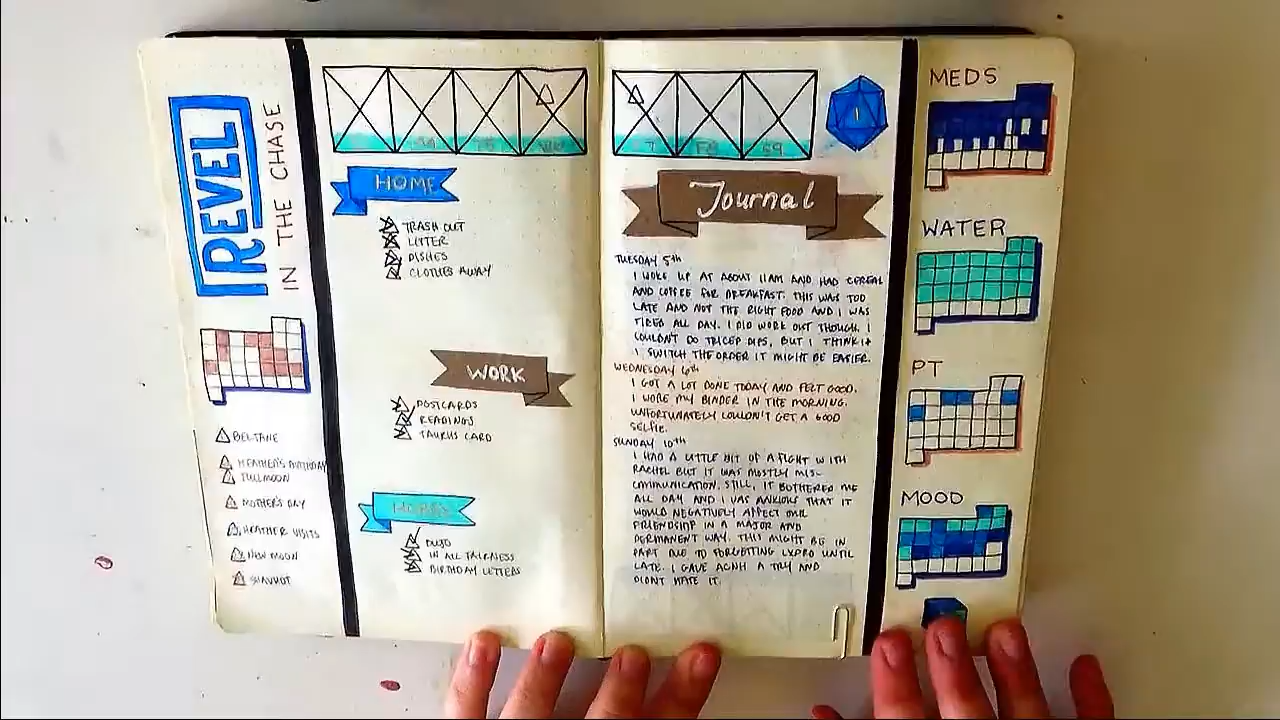 REVEL
IN THE CHASE
BELTANE
HEATHER'S BIRTHDAY
FULL MOON
MOTHER'S DAY
HEATHER VISITS
NEW MOON
SHAVUOT
HOME
TRASH OUT
LITTER
DISHES
CLOTHES AWAY
WORK
POSTCARDS
READINGS
TAURUS CARD
HOBBY
BUJO
IN ALL FAIRNESS
BIRTHDAY LETTERS
1
Journal
TUESDAY 5th
I WOKE UP AT ABOUT 11AM AND HAD CEREAL
AND COFFEE FOR BREAKFAST. THIS WAS TOO
LATE AND NOT THE RIGHT FOOD AND I WAS
TIRED ALL DAY. I DID WORK OUT THOUGH. I
COULDN'T DO TRICEP DIPS, BUT I THINK IF
I SWITCH THE ORDER IT MIGHT BE EASIER.
WEDNESDAY 6th
I GOT A LOT DONE TODAY AND FELT GOOD.
I WORE MY BINDER IN THE MORNING.
UNFORTUNATELY COULDN'T GET A GOOD
SELFIE.
SUNDAY 10th
I HAD A LITTLE BIT OF A FIGHT WITH
RACHEL BUT IT WAS MOSTLY MIS-
COMMUNICATION. STILL, IT BOTHERED ME
ALL DAY AND I WAS ANXIOUS THAT IT
WOULD NEGATIVELY AFFECT OUR
FRIENDSHIP IN A MAJOR AND
PERMANENT WAY. THIS MIGHT BE IN
PART DUE TO FORGETTING LXPRO UNTIL
LATE. I GAVE ACNH A TRY AND
DIDNT HATE IT.
MEDS
WATER
PT
MOOD